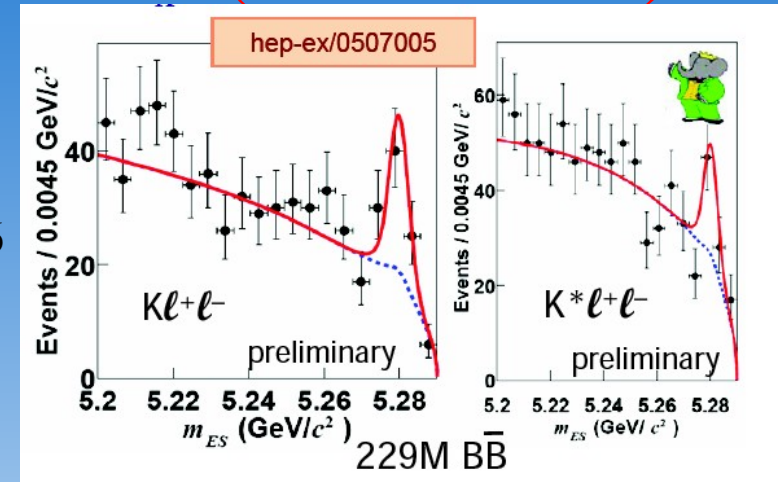 hep-ex/0507005
Events / 0.0045 GeV/c²
40
20
0
Kℓ⁺ℓ⁻
preliminary
5.2 5.22 5.24 5.26 5.28
m_ES (GeV/c²)
Events / 0.0045 GeV/c²
60
40
20
0
K*ℓ⁺ℓ⁻
preliminary
5.2 5.22 5.24 5.26 5.28
m_ES (GeV/c²)
229M BB̅